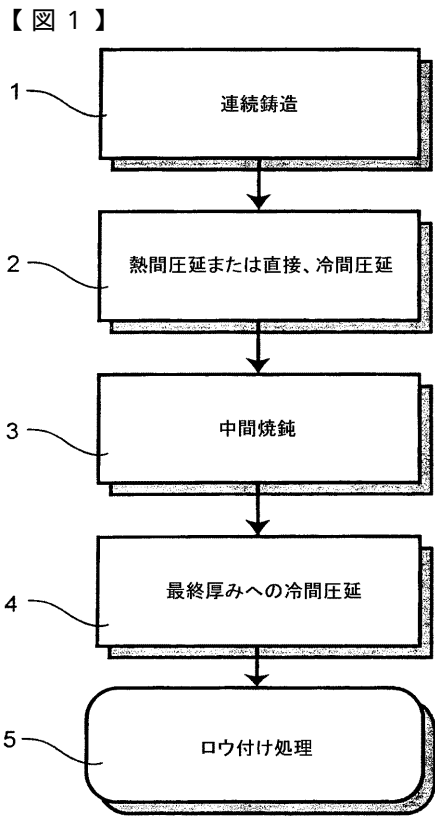 【図１】
1
連続鋳造
2
熱間圧延または直接、冷間圧延
3
中間焼鈍
4
最終厚みへの冷間圧延
5
ロウ付け処理